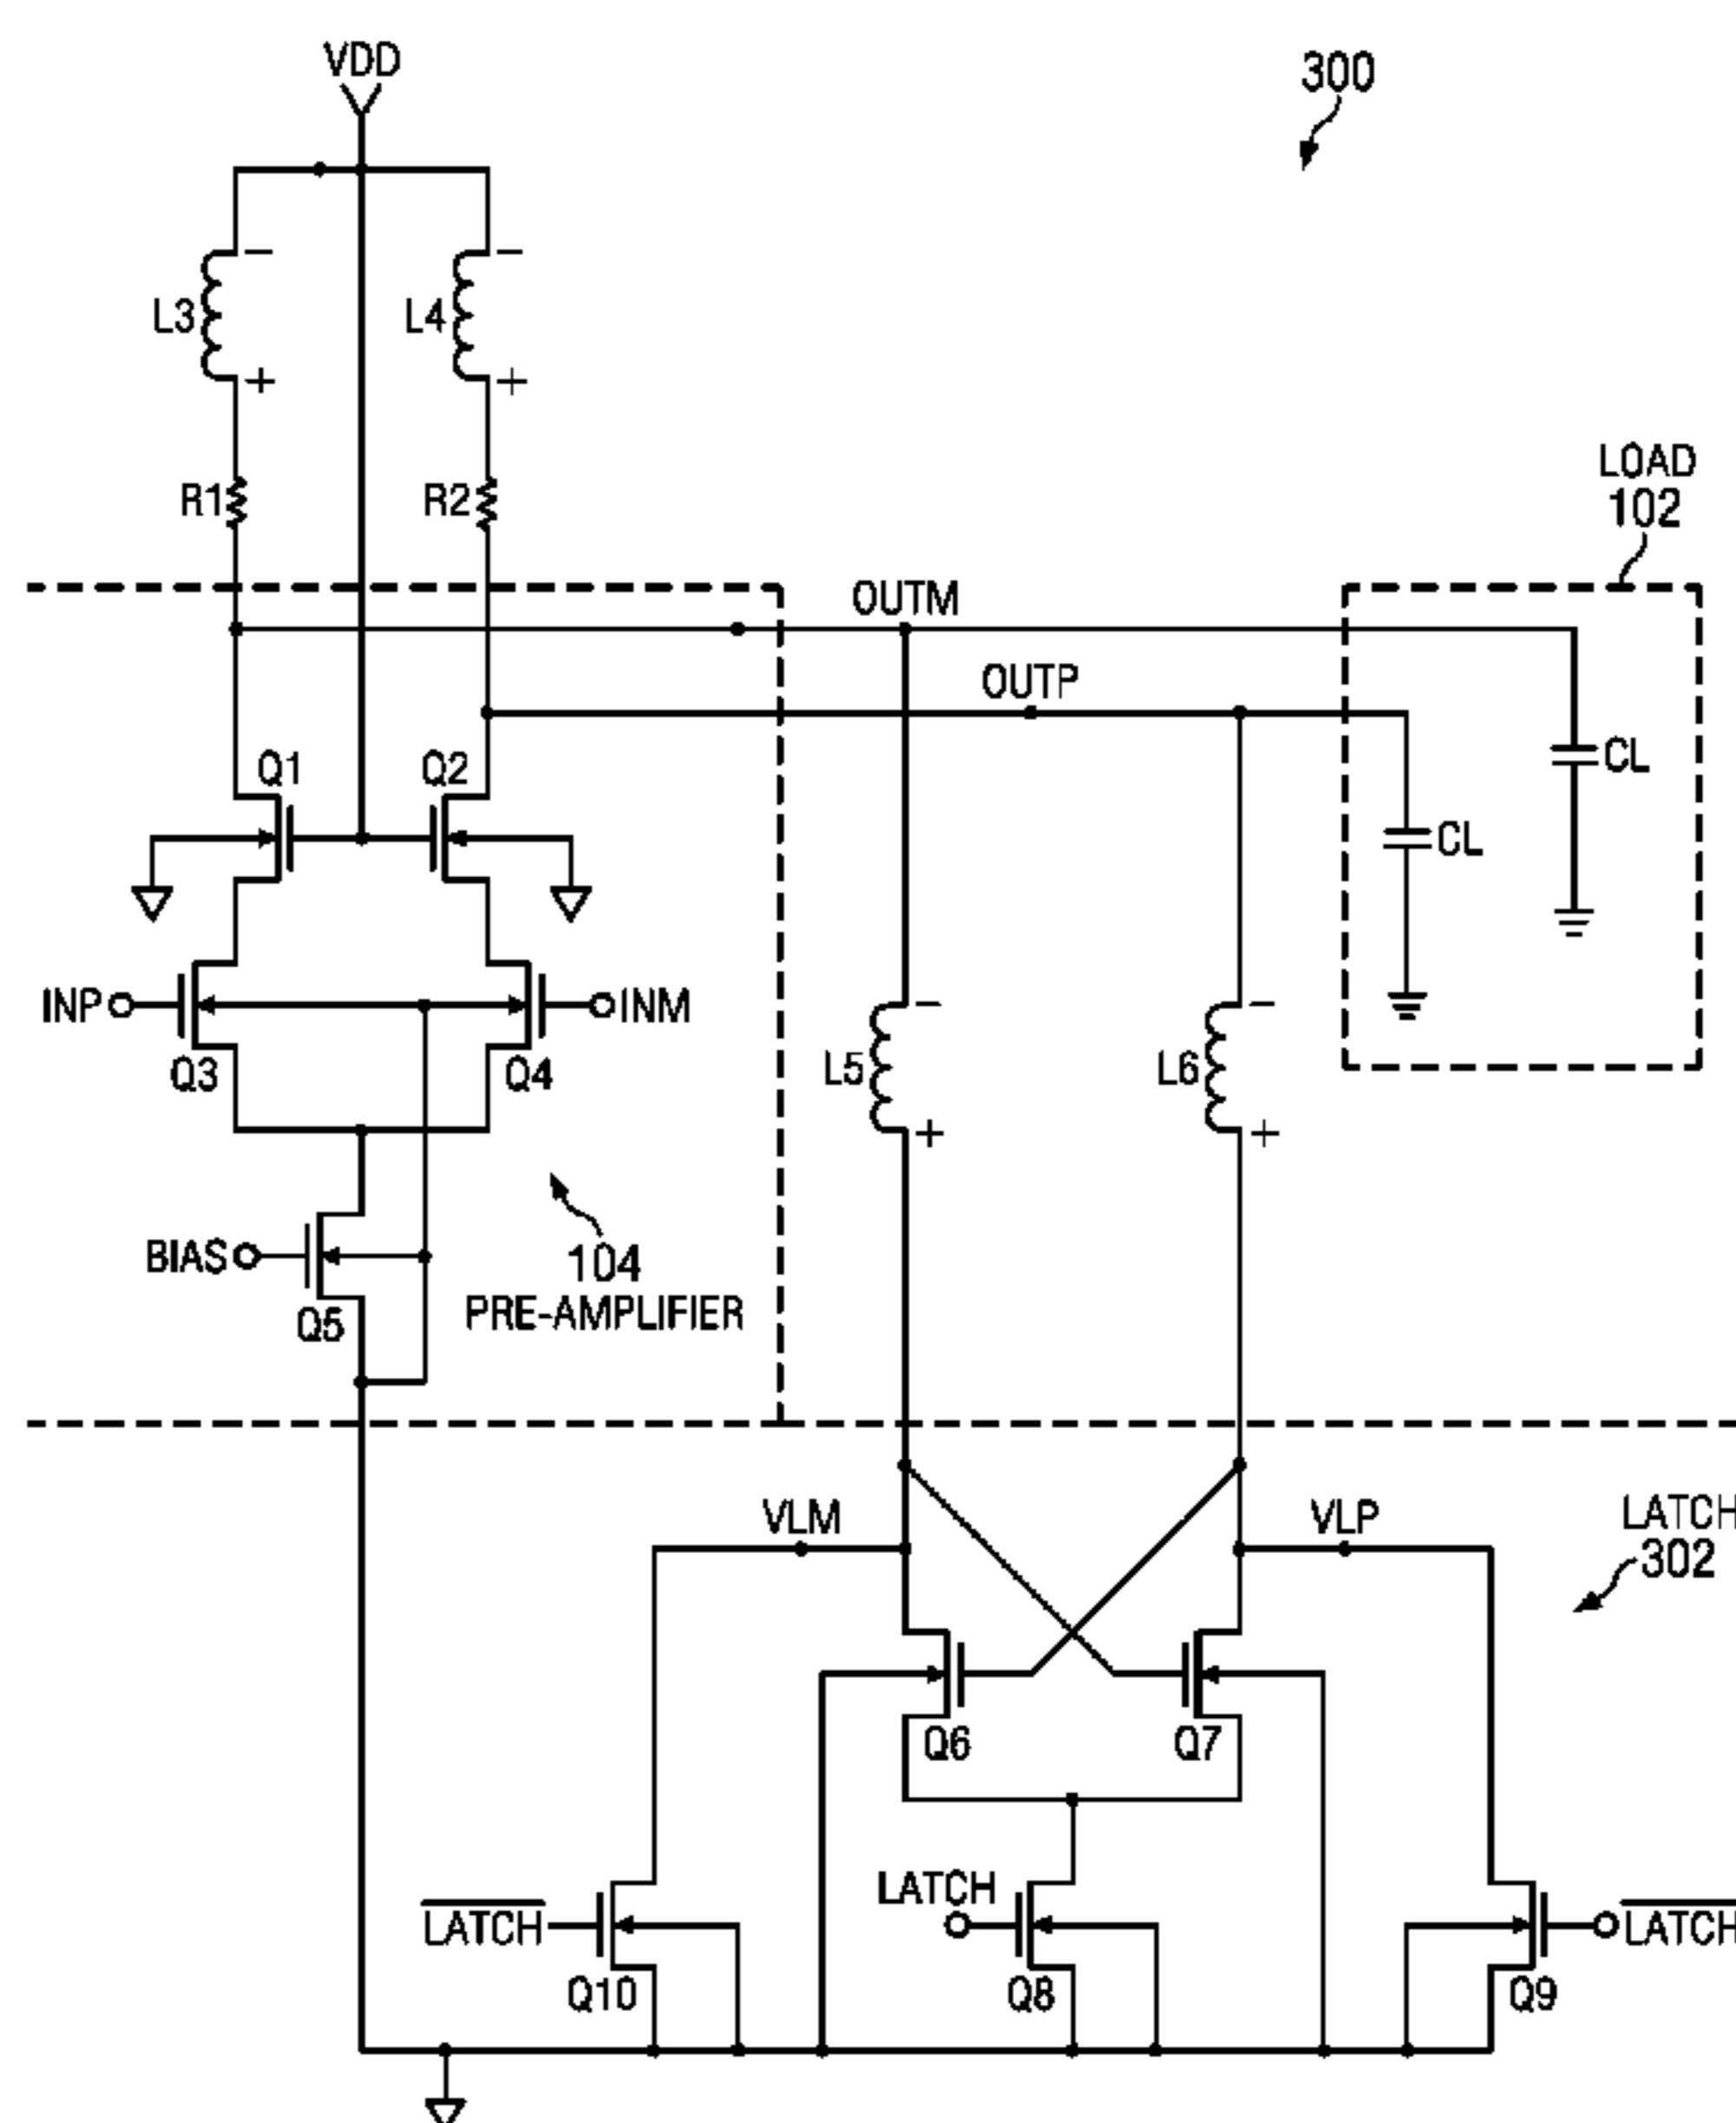 VDD
300
−
−
L3
L4
+
+
LOAD
102
R1
R2
OUTM
OUTP
Q1
Q2
CL
CL
INP
INM
−
−
Q3
Q4
L5
L6
+
+
BIAS
104
PRE-AMPLIFIER
Q5
VLM
VLP
LATCH
302
Q6
Q7
LATCH
LATCH
LATCH
Q10
Q8
Q9